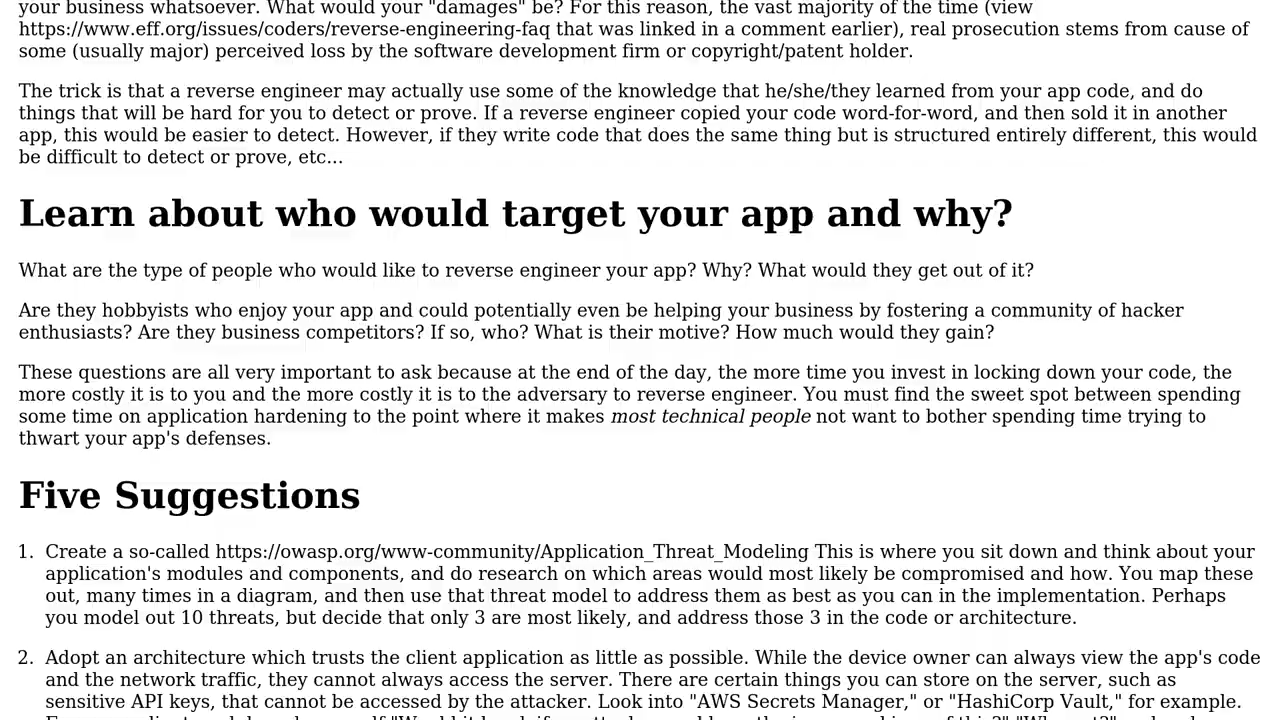 your business whatsoever. What would your "damages" be? For this reason, the vast majority of the time (view
https://www.eff.org/issues/coders/reverse-engineering-faq that was linked in a comment earlier), real prosecution stems from cause of
some (usually major) perceived loss by the software development firm or copyright/patent holder.
The trick is that a reverse engineer may actually use some of the knowledge that he/she/they learned from your app code, and do
things that will be hard for you to detect or prove. If a reverse engineer copied your code word-for-word, and then sold it in another
app, this would be easier to detect. However, if they write code that does the same thing but is structured entirely different, this would
be difficult to detect or prove, etc...
Learn about who would target your app and why?
What are the type of people who would like to reverse engineer your app? Why? What would they get out of it?
Are they hobbyists who enjoy your app and could potentially even be helping your business by fostering a community of hacker
enthusiasts? Are they business competitors? If so, who? What is their motive? How much would they gain?
These questions are all very important to ask because at the end of the day, the more time you invest in locking down your code, the
more costly it is to you and the more costly it is to the adversary to reverse engineer. You must find the sweet spot between spending
some time on application hardening to the point where it makes most technical people not want to bother spending time trying to
thwart your app's defenses.
Five Suggestions
1. Create a so-called https://owasp.org/www-community/Application_Threat_Modeling This is where you sit down and think about your
application's modules and components, and do research on which areas would most likely be compromised and how. You map these
out, many times in a diagram, and then use that threat model to address them as best as you can in the implementation. Perhaps
you model out 10 threats, but decide that only 3 are most likely, and address those 3 in the code or architecture.
2. Adopt an architecture which trusts the client application as little as possible. While the device owner can always view the app's code
and the network traffic, they cannot always access the server. There are certain things you can store on the server, such as
sensitive API keys, that cannot be accessed by the attacker. Look into "AWS Secrets Manager," or "HashiCorp Vault," for example.